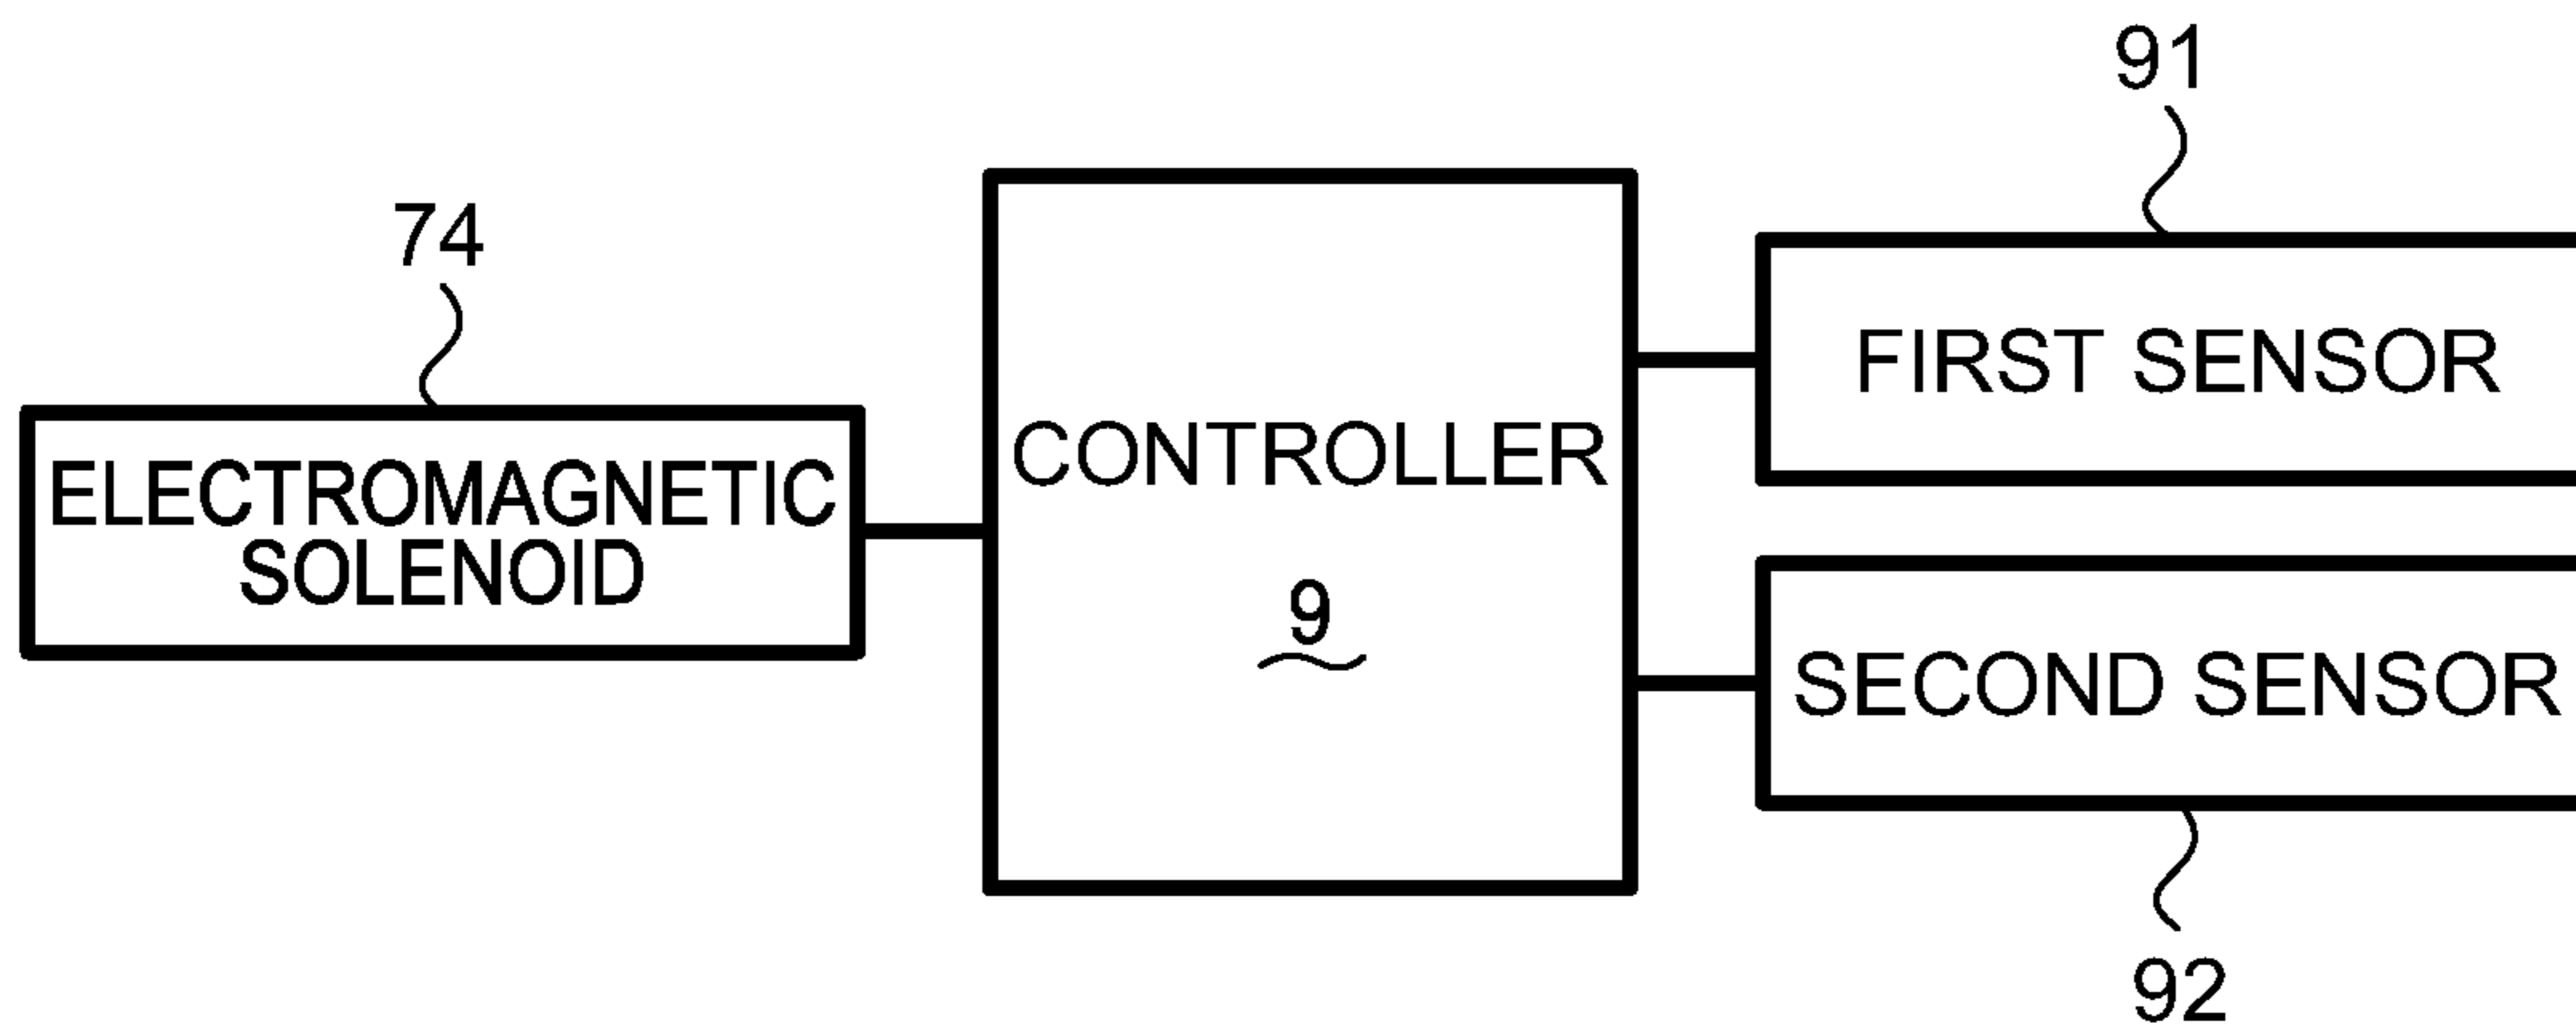 91
74
FIRST SENSOR
CONTROLLER
ELECTROMAGNETIC
SOLENOID
9
SECOND SENSOR
92